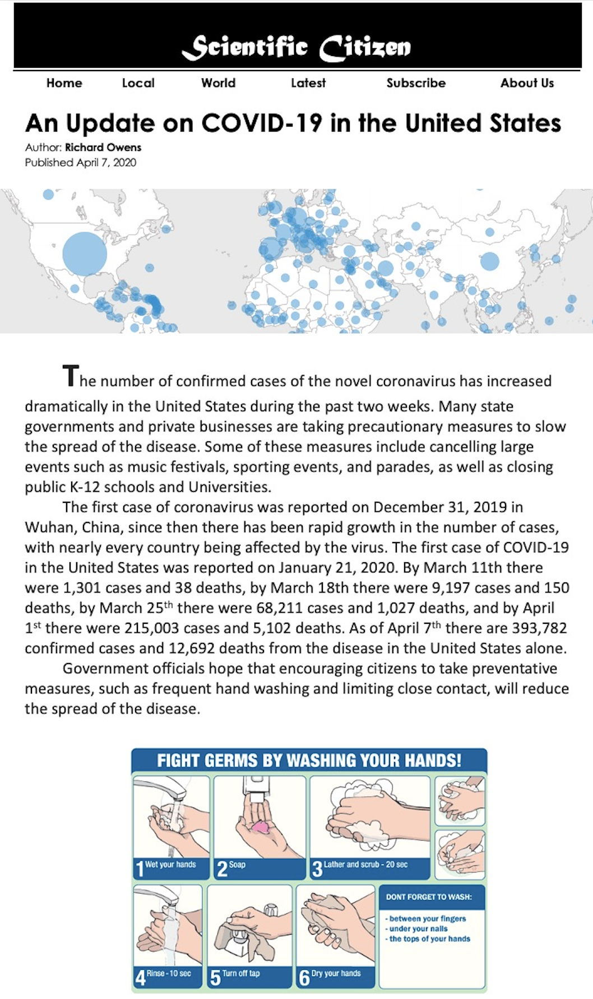 Scientific Citizen
Home Local World Latest Subscribe About Us
An Update on COVID-19 in the United States
Author: Richard Owens
Published April 7, 2020
The number of confirmed cases of the novel coronavirus has increased
dramatically in the United States during the past two weeks. Many state
governments and private businesses are taking precautionary measures to slow
the spread of the disease. Some of these measures include cancelling large
events such as music festivals, sporting events, and parades, as well as closing
public K-12 schools and Universities.
The first case of coronavirus was reported on December 31, 2019 in
Wuhan, China, since then there has been rapid growth in the number of cases,
with nearly every country being affected by the virus. The first case of COVID-19
in the United States was reported on January 21, 2020. By March 11th there
were 1,301 cases and 38 deaths, by March 18th there were 9,197 cases and 150
deaths, by March 25th there were 68,211 cases and 1,027 deaths, and by April
1st there were 215,003 cases and 5,102 deaths. As of April 7th there are 393,782
confirmed cases and 12,692 deaths from the disease in the United States alone.
Government officials hope that encouraging citizens to take preventative
measures, such as frequent hand washing and limiting close contact, will reduce
the spread of the disease.
FIGHT GERMS BY WASHING YOUR HANDS!
1 Wet your hands
2 Soap
3 Lather and scrub - 20 sec
4 Rinse - 10 sec
5 Turn off tap
6 Dry your hands
DONT FORGET TO WASH:
- between your fingers
- under your nails
- the tops of your hands